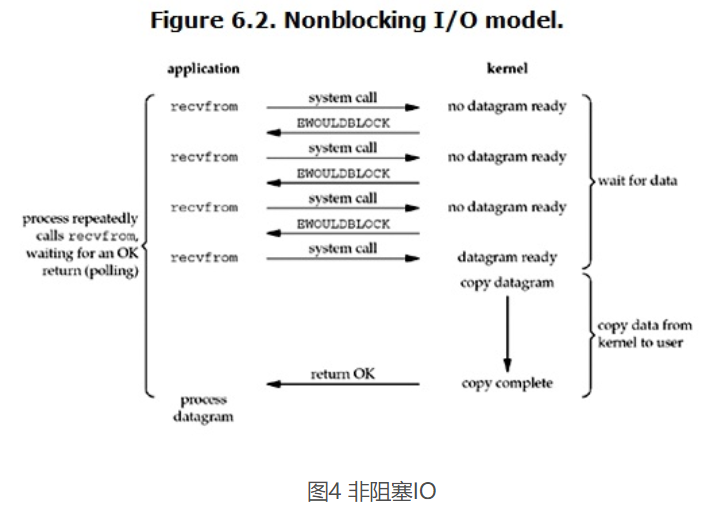 Figure 6.2. Nonblocking I/O model.
application
kernel
recvfrom
system call
no datagram ready
EWOULDBLOCK
recvfrom
system call
no datagram ready
EWOULDBLOCK
recvfrom
system call
no datagram ready
EWOULDBLOCK
recvfrom
system call
datagram ready
wait for data
process repeatedly
calls recvfrom,
waiting for an OK
return (polling)
copy datagram
copy data from
kernel to user
return OK
copy complete
process
datagram
图4 非阻塞IO